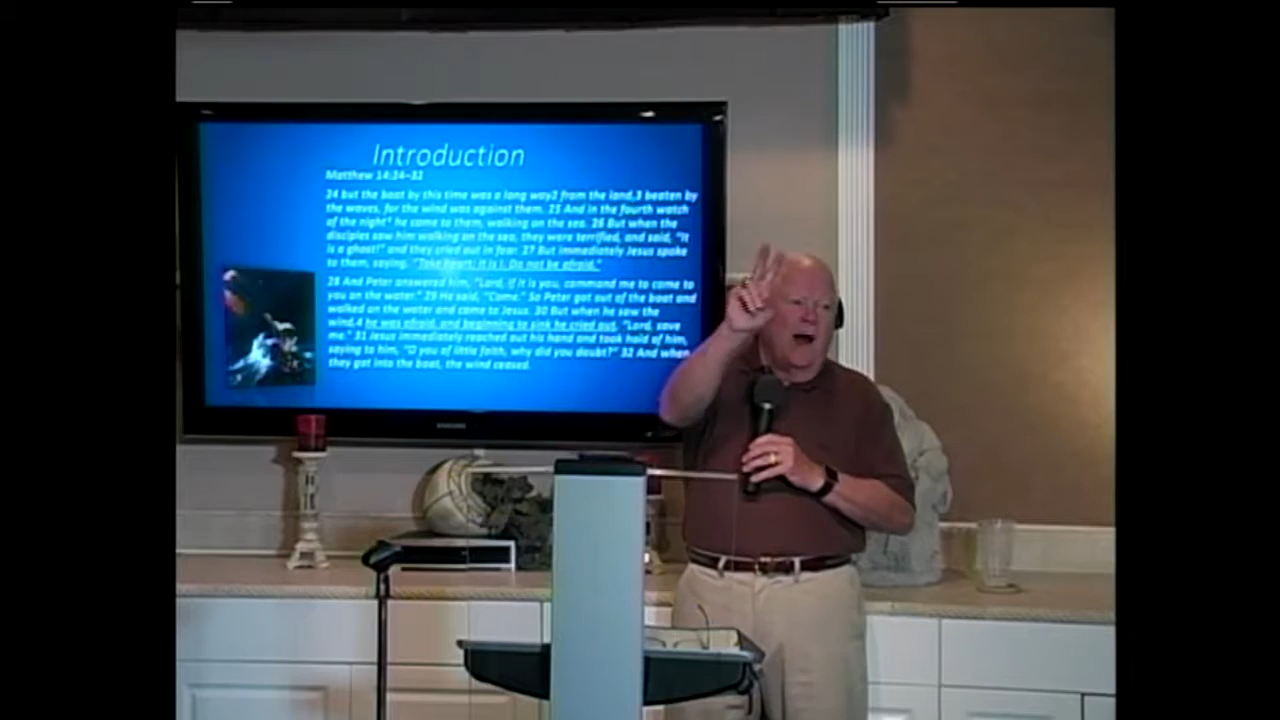 Introduction
Matthew 14:24–32
24 but the boat by this time was a long way2 from the land,3 beaten by
the waves, for the wind was against them. 25 And in the fourth watch
of the night* he came to them, walking on the sea. 26 But when the
disciples saw him walking on the sea, they were terrified, and said, "It
is a ghost!" and they cried out in fear. 27 But immediately Jesus spoke
to them, saying, "Take heart; it is I. Do not be afraid."
28 And Peter answered him, "Lord, if it is you, command me to come to
you on the water." 29 He said, "Come." So Peter got out of the boat and
walked on the water and came to Jesus. 30 But when he saw the
wind,4 he was afraid, and beginning to sink he cried out, "Lord, save
me." 31 Jesus immediately reached out his hand and took hold of him,
saying to him, "O you of little faith, why did you doubt?" 32 And when
they got into the boat, the wind ceased.
SAMSUNG